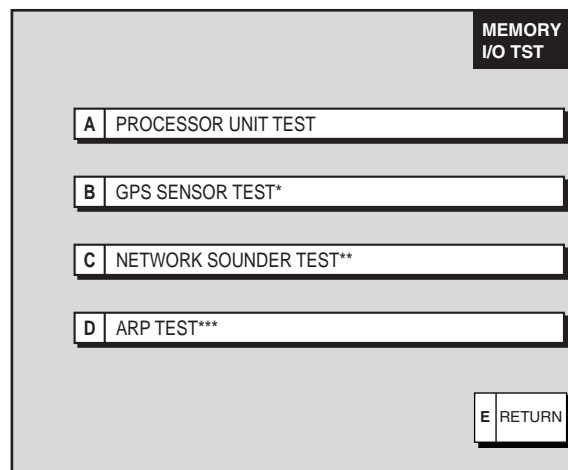 MEMORY
I/O TST
A PROCESSOR UNIT TEST
B GPS SENSOR TEST*
C NETWORK SOUNDER TEST**
D ARP TEST***
E RETURN